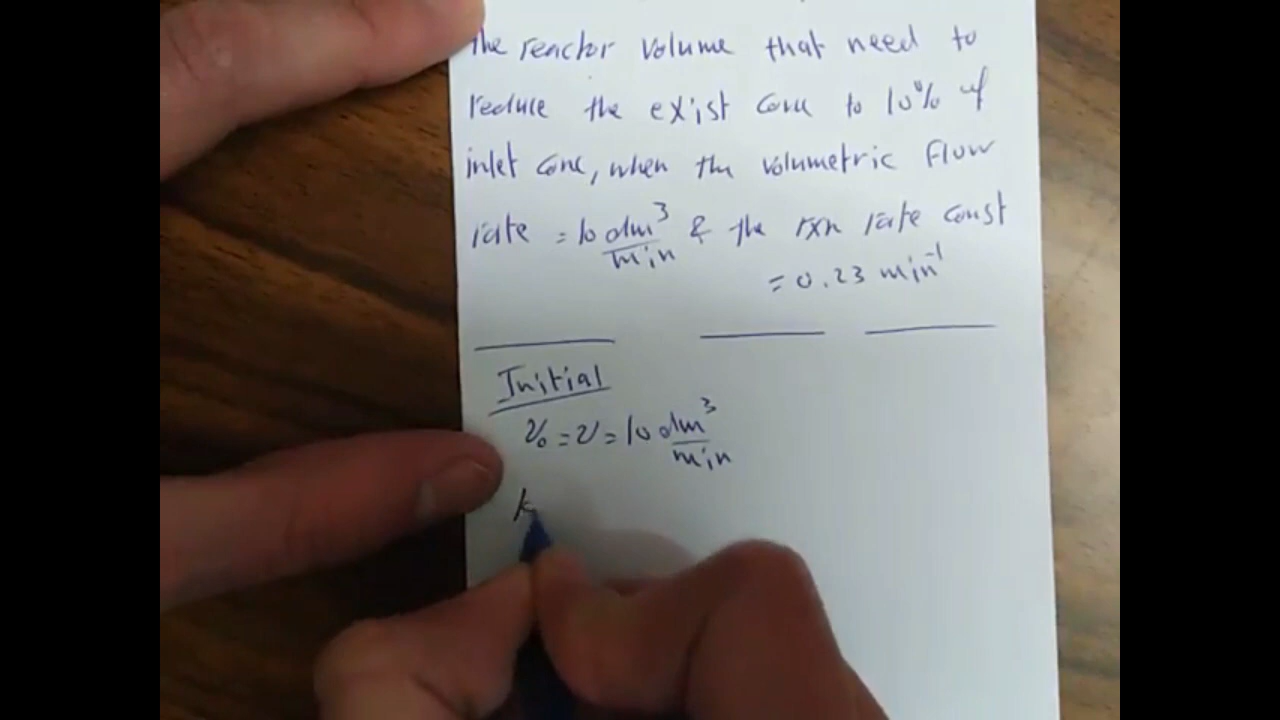 the reactor volume that need to
reduce the exist Conc to 10% of
inlet Conc, when the volumetric flow
rate = 10 dm³/min & the rxn rate const
= 0.23 min⁻¹
Initial
v₀ = v = 10 dm³/min
k